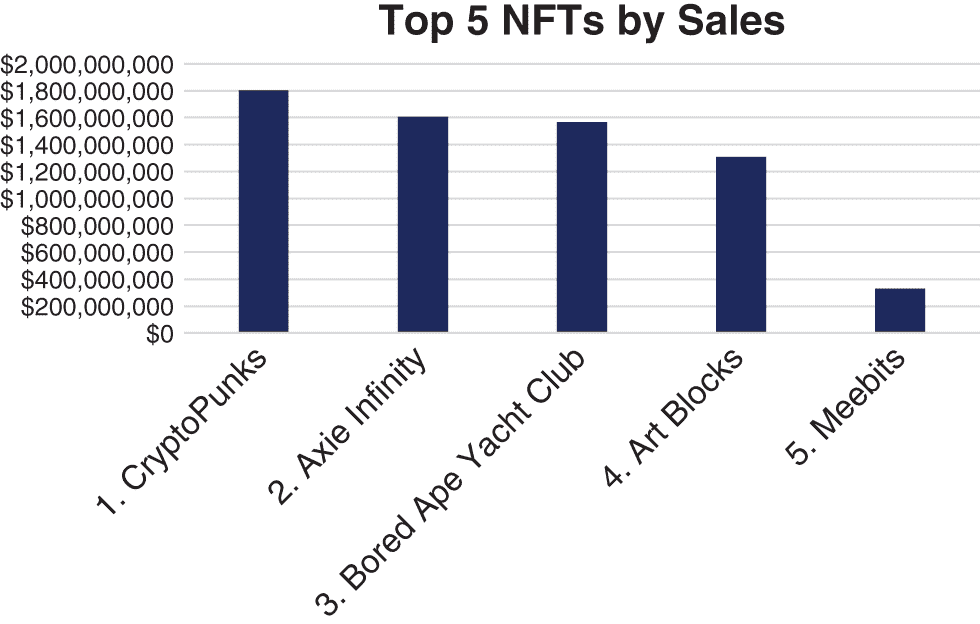 Top 5 NFTs by Sales
$2,000,000,000
$1,800,000,000
$1,600,000,000
$1,400,000,000
$1,200,000,000
$1,000,000,000
$800,000,000
$600,000,000
$400,000,000
$200,000,000
$0
1. CryptoPunks
2. Axie Infinity
3. Bored Ape Yacht Club
4. Art Blocks
5. Meebits